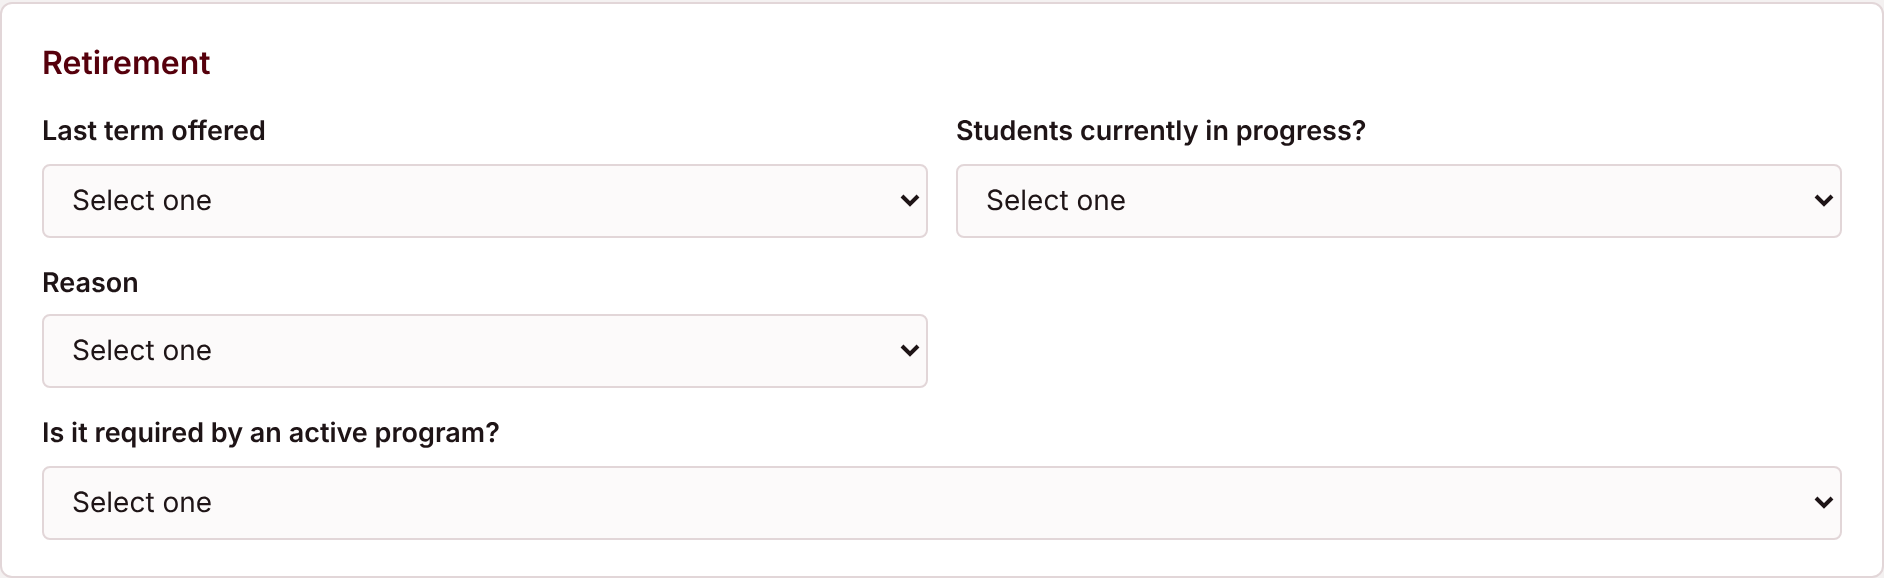 Retirement
Last term offered
Students currently in progress?
Select one
Select one
Reason
Select one
Is it required by an active program?
Select one